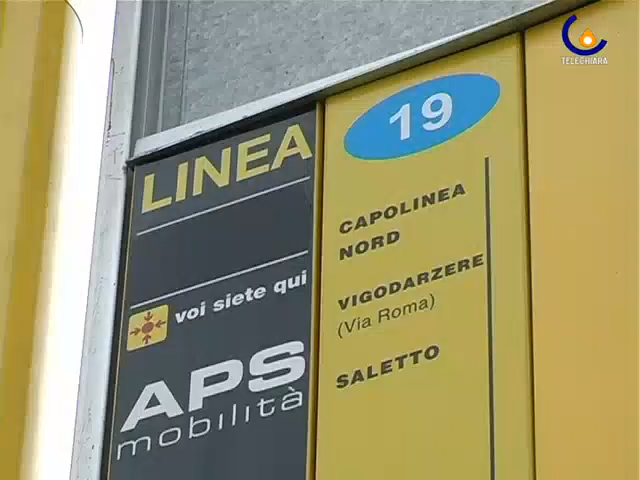 TELECHIARA
LINEA
voi siete qui
APS
mobilità
19
CAPOLINEA
NORD
VIGODARZERE
(Via Roma)
SALETTO